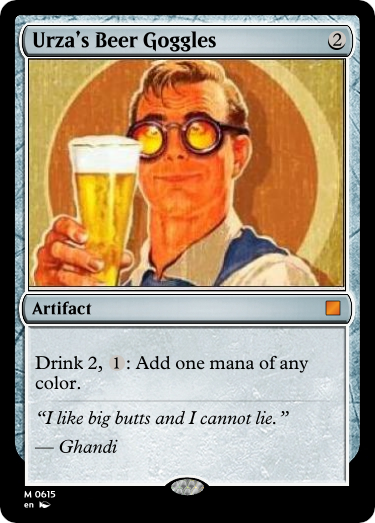 Urza's Beer Goggles 2
Artifact
Drink 2, 1: Add one mana of any
color.
"I like big butts and I cannot lie."
— Ghandi
M 0615
en